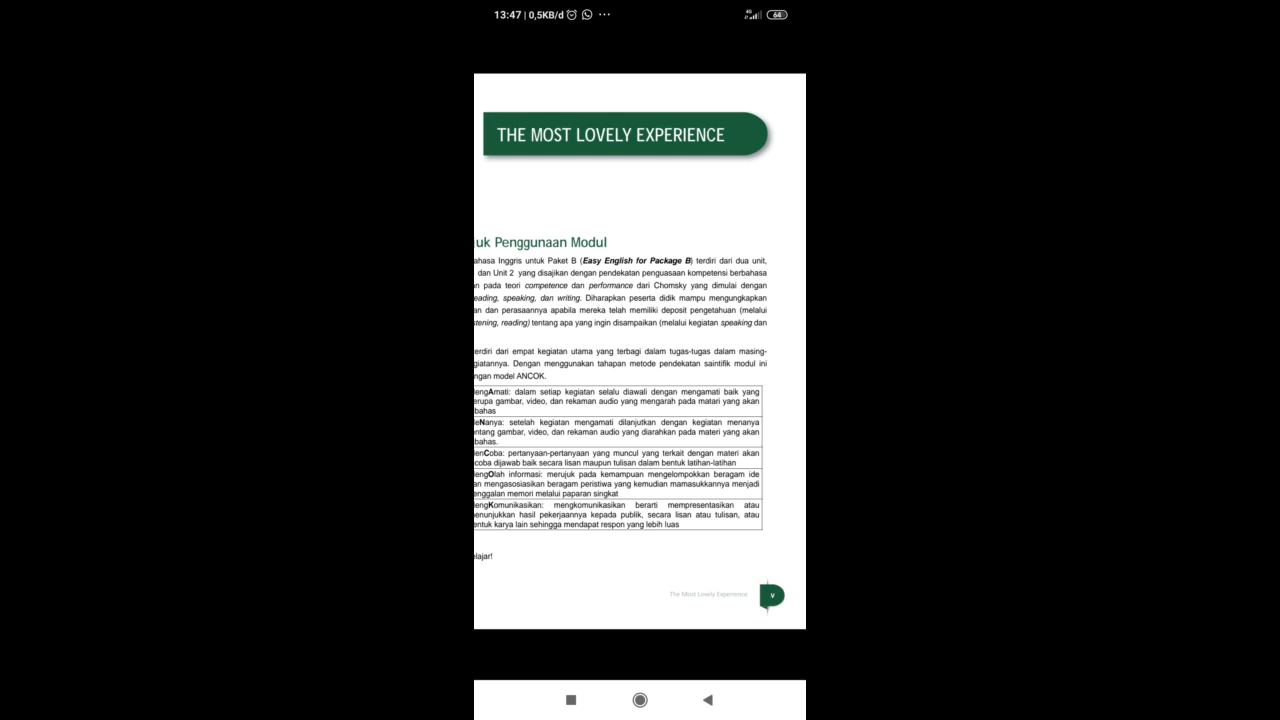 13:47 | 0,5KB/d
4G
64
THE MOST LOVELY EXPERIENCE
uk Penggunaan Modul
ahasa Inggris untuk Paket B (Easy English for Package B) terdiri dari dua unit,
dan Unit 2 yang disajikan dengan pendekatan penguasaan kompetensi berbahasa
n pada teori competence dan performance dari Chomsky yang dimulai dengan
eading, speaking, dan writing. Diharapkan peserta didik mampu mengungkapkan
an dan perasaannya apabila mereka telah memiliki deposit pengetahuan (melalui
stening, reading) tentang apa yang ingin disampaikan (melalui kegiatan speaking dan
erdiri dari empat kegiatan utama yang terbagi dalam tugas-tugas dalam masing-
giatannya. Dengan menggunakan tahapan metode pendekatan saintifik modul ini
ngan model ANCOK.
engAmati: dalam setiap kegiatan selalu diawali dengan mengamati baik yang
erupa gambar, video, dan rekaman audio yang mengarah pada matari yang akan
bahas
eNanya: setelah kegiatan mengamati dilanjutkan dengan kegiatan menanya
entang gambar, video, dan rekaman audio yang diarahkan pada materi yang akan
bahas.
enCoba: pertanyaan-pertanyaan yang muncul yang terkait dengan materi akan
coba dijawab baik secara lisan maupun tulisan dalam bentuk latihan-latihan
engOlah informasi: merujuk pada kemampuan mengelompokkan beragam ide
an mengasosiasikan beragam peristiwa yang kemudian mamasukkannya menjadi
enggalan memori melalui paparan singkat
engKomunikasikan: mengkomunikasikan berarti mempresentasikan atau
enunjukkan hasil pekerjaannya kepada publik, secara lisan atau tulisan, atau
entuk karya lain sehingga mendapat respon yang lebih luas
elajar!
The Most Lovely Experience
v